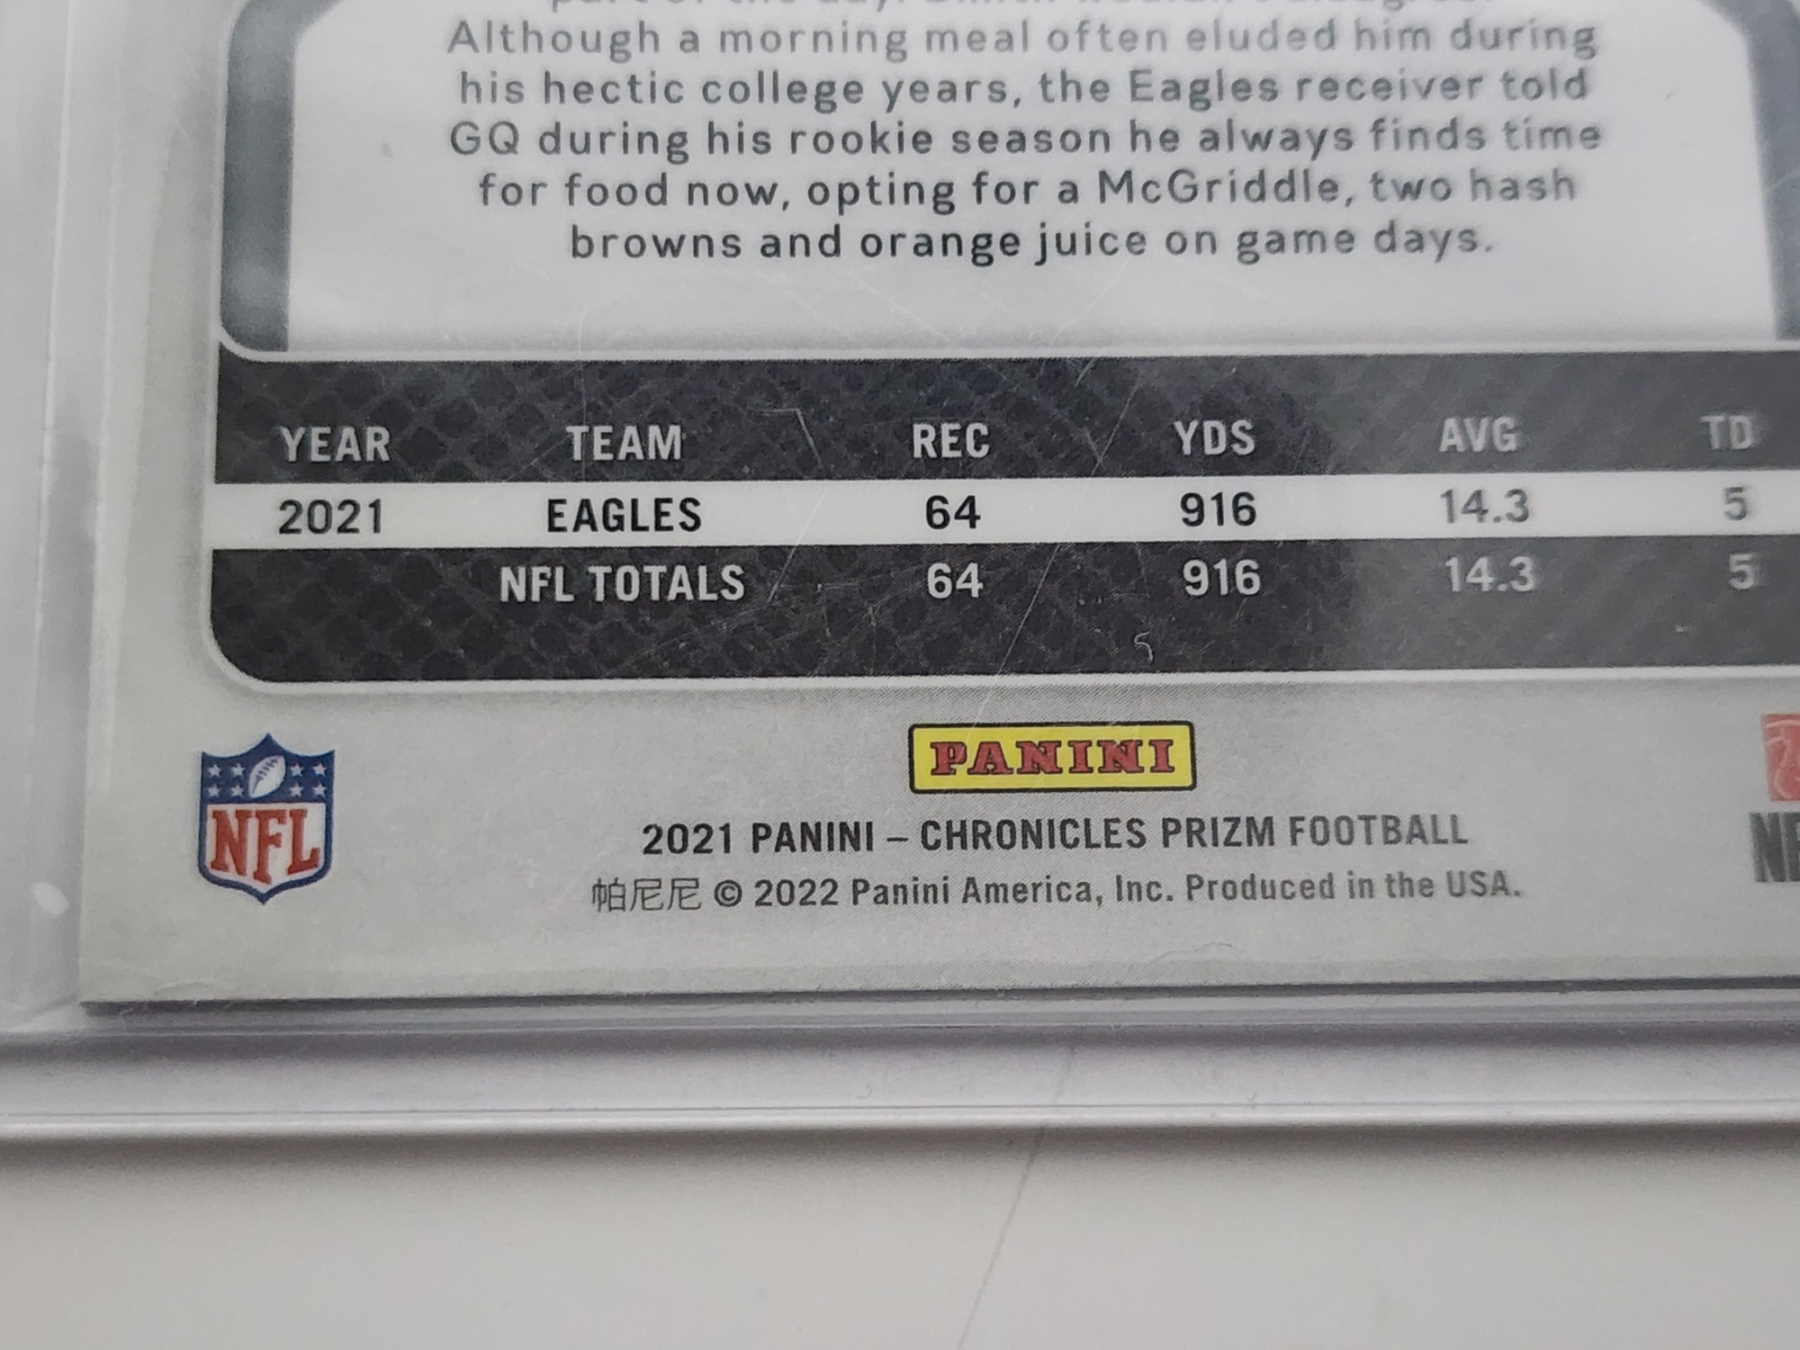 Although a morning meal often eluded him during
his hectic college years, the Eagles receiver told
GQ during his rookie season he always finds time
for food now, opting for a McGriddle, two hash
browns and orange juice on game days.
YEAR TEAM REC YDS AVG TD
2021 EAGLES 64 916 14.3 5
NFL TOTALS 64 916 14.3 5
PANINI
NFL
2021 PANINI – CHRONICLES PRIZM FOOTBALL
帕尼尼 © 2022 Panini America, Inc. Produced in the USA.